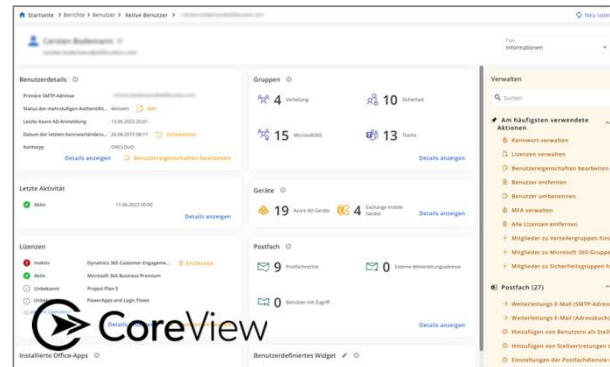 Startseite > Berichte > Benutzer > Aktive Benutzer >
Neu laden
Page
Informationen
Benutzerdetails
Primäre SMTP-Adresse
Status der mehrstufigen Authentifiz... Aktiviert Edit
Letzte Azure AD-Anmeldung 13.06.2023 20:01
Datum der letzten Kennwortänderu... 26.08.2019 08:17 Zurücksetzen
Kontotyp ONCLOUD
Details anzeigen Benutzereigenschaften bearbeiten
Gruppen
4 Verteilung
10 Sicherheit
15 Microsoft365
13 Teams
Details anzeigen
Letzte Aktivität
Aktiv 11.06.2023 00:00
Details anzeigen
Geräte
19 Azure AD Geräte
4 Exchange mobile Geräte
Details anzeigen
Lizenzen
Inaktiv Dynamics 365 Customer Engageme... Entfernen
Aktiv Microsoft 365 Business Premium
Unbekannt Project Plan 5
PowerApps and Logic Flows
Postfach
9 Postfachrechte
0 Externe Weiterleitungsadresse
0 Benutzer mit Zugriff
Details anzeigen
CoreView
Installierte Office-Apps
Benutzerdefiniertes Widget
Verwalten
Suchen
Am häufigsten verwendete
Aktionen
Kennwort verwalten
Lizenzen verwalten
Benutzereigenschaften bearbeiten
Benutzer entfernen
Benutzer umbenennen
MFA verwalten
Alle Lizenzen entfernen
Mitglieder zu Verteilergruppen hinz
Mitglieder zu Microsoft 365-Gruppe
Mitglieder zu Sicherheitsgruppen h
Postfach (27)
Weiterleitungs-E-Mail (SMTP-Adress
Weiterleitungs-E-Mail (Adressbuch)
Hinzufügen von Benutzern als Stell
Hinzufügen von Stellvertretungen
Einstellungen der Postfachdienste